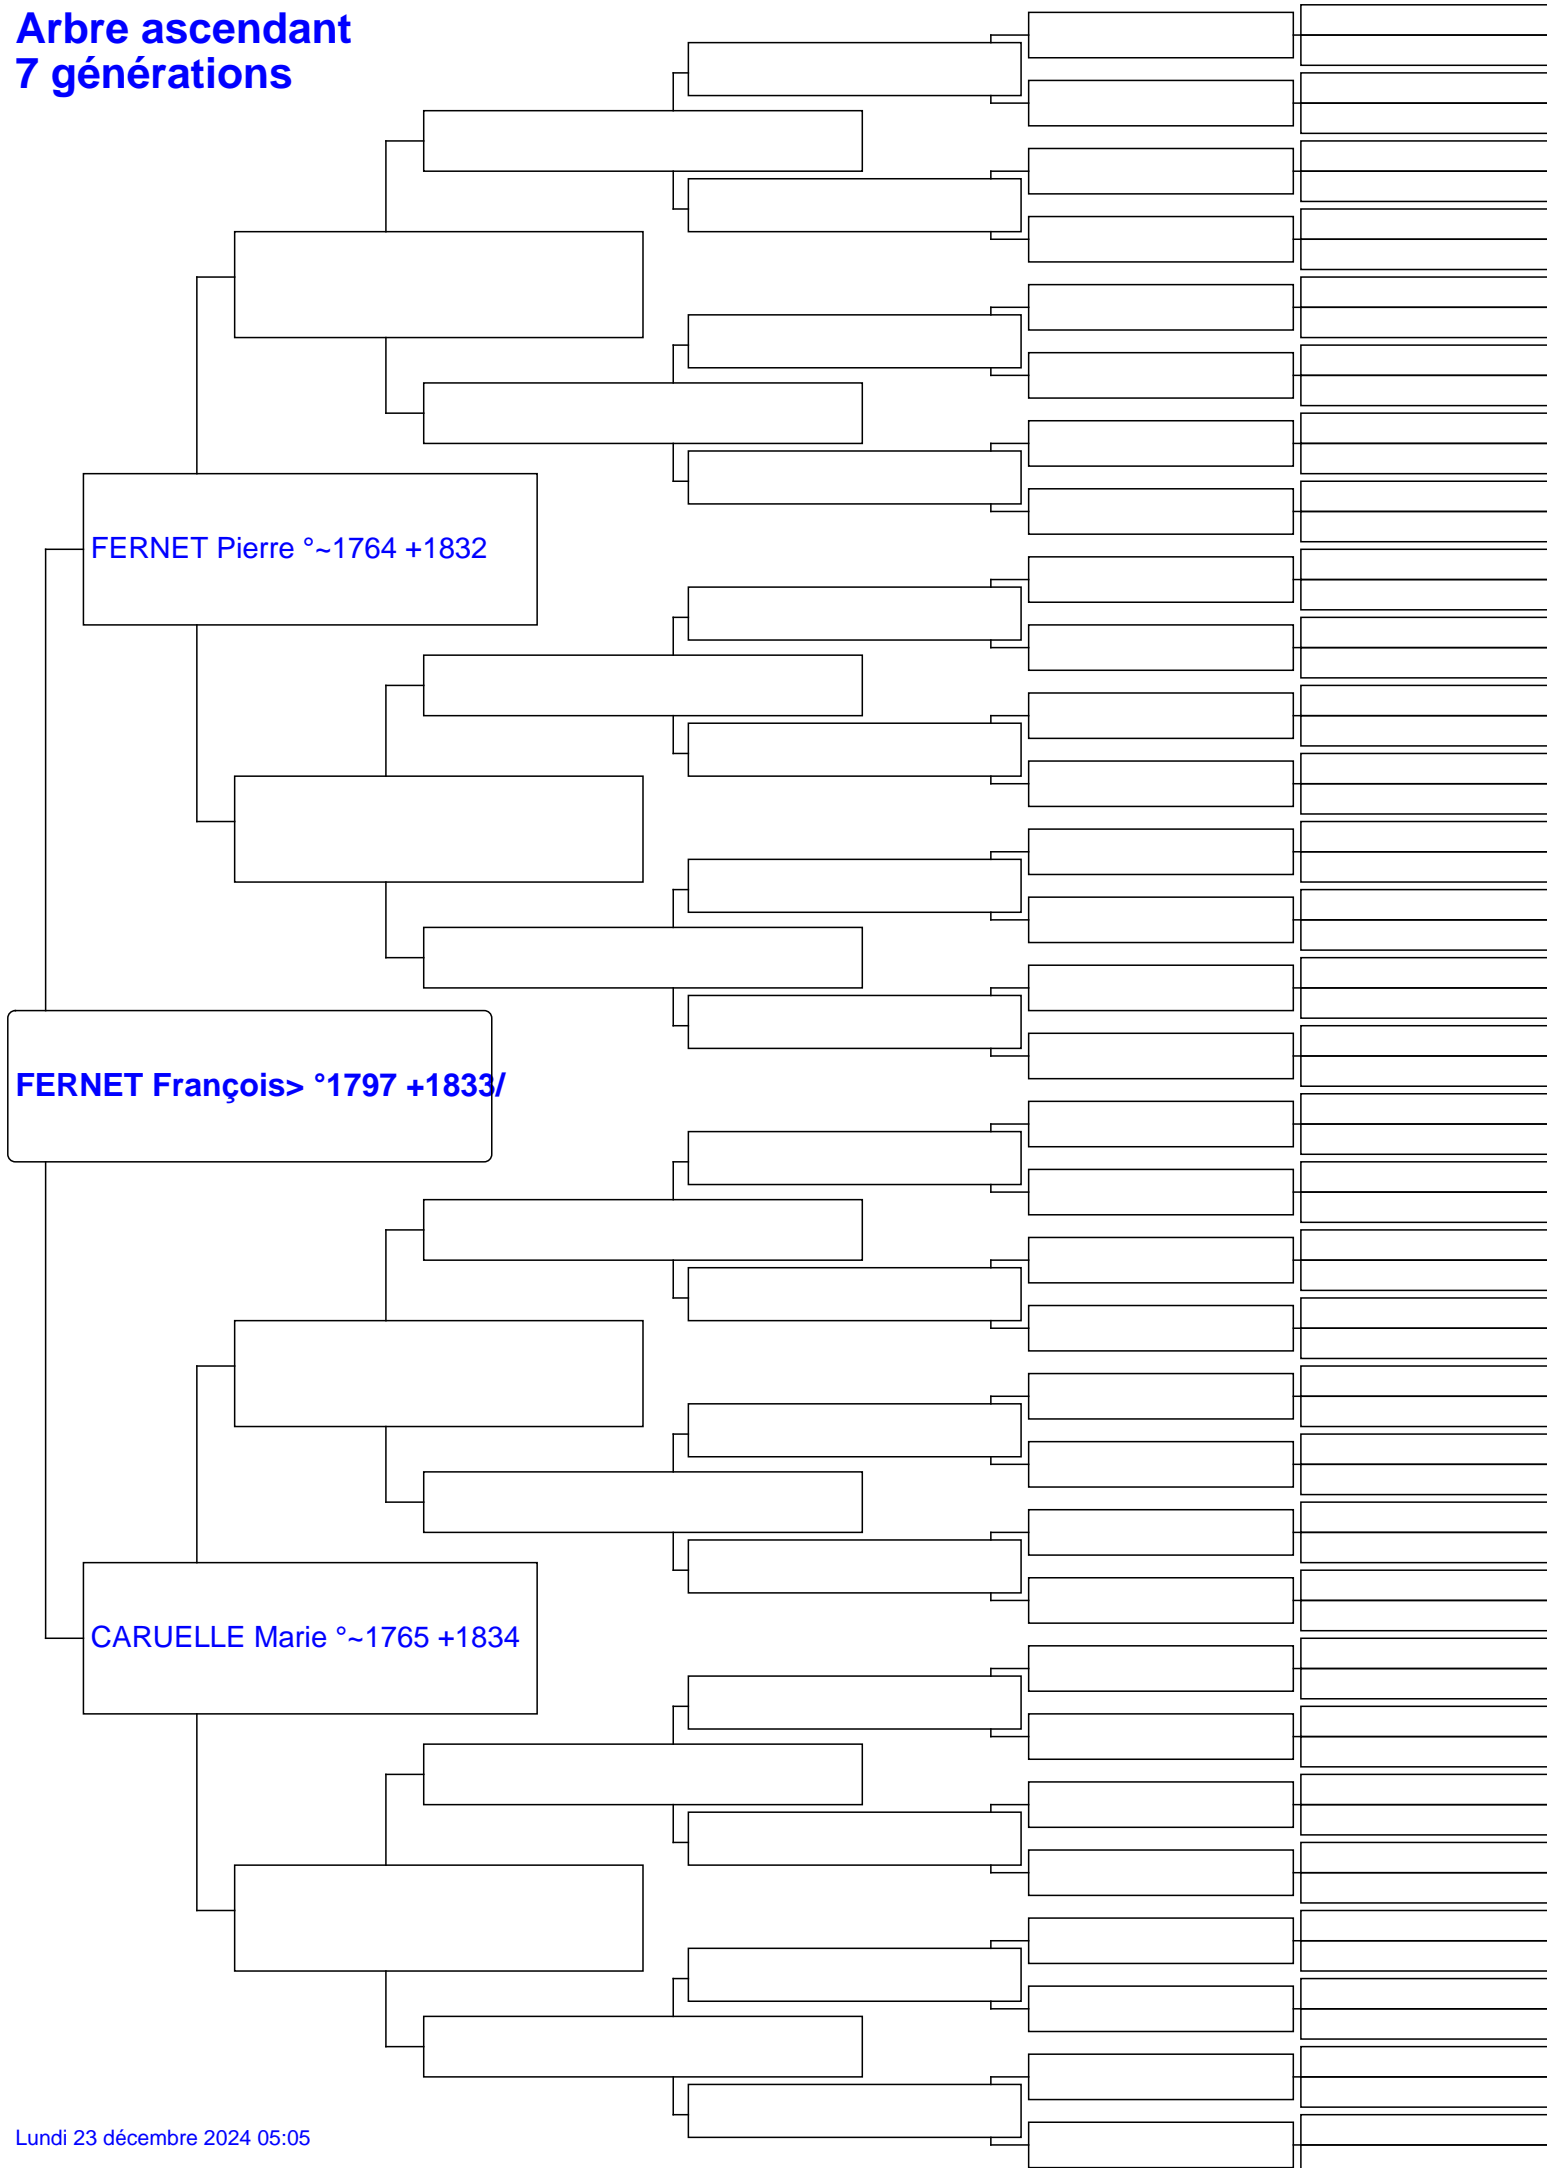 Arbre ascendant
7 générations
FERNET Pierre °~1764 +1832
FERNET François> °1797 +1833/
CARUELLE Marie °~1765 +1834
Lundi 23 décembre 2024 05:05